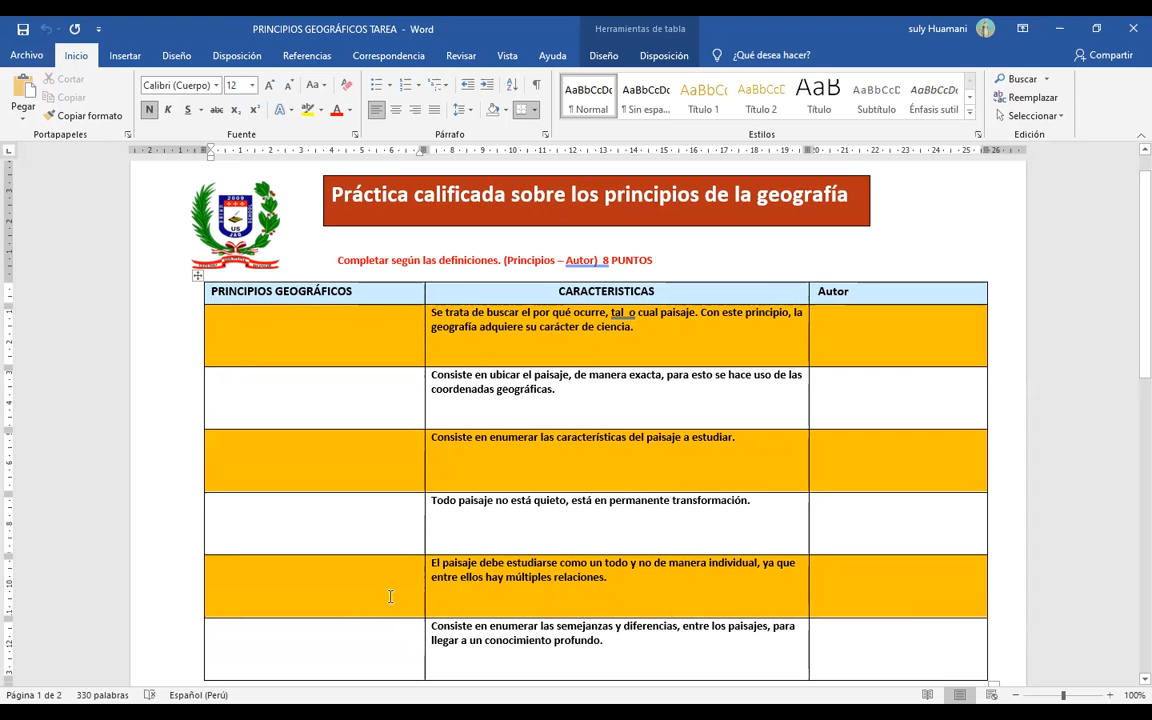 PRINCIPIOS GEOGRÁFICOS TAREA - Word
Herramientas de tabla
suly Huamani
Archivo Inicio Insertar Diseño Disposición Referencias Correspondencia Revisar Vista Ayuda Diseño Disposición ¿Qué desea hacer? Compartir
Pegar
Cortar
Copiar
Copiar formato
Portapapeles
Calibri (Cuerpo) 12
Fuente
Párrafo
AaBbCcDc AaBbCcDc AaBbCc AaBbCcD AaB AaBbCcD AaBbCcDc
¶ Normal ¶ Sin espa... Título 1 Título 2 Título Subtítulo Énfasis sutil
Estilos
Buscar
Reemplazar
Seleccionar
Edición
Práctica calificada sobre los principios de la geografía
2009
US
JAG
Completar según las definiciones. (Principios – Autor) 8 PUNTOS
PRINCIPIOS GEOGRÁFICOS CARACTERISTICAS Autor
Se trata de buscar el por qué ocurre, tal o cual paisaje. Con este principio, la
geografía adquiere su carácter de ciencia.
Consiste en ubicar el paisaje, de manera exacta, para esto se hace uso de las
coordenadas geográficas.
Consiste en enumerar las características del paisaje a estudiar.
Todo paisaje no está quieto, está en permanente transformación.
El paisaje debe estudiarse como un todo y no de manera individual, ya que
entre ellos hay múltiples relaciones.
Consiste en enumerar las semejanzas y diferencias, entre los paisajes, para
llegar a un conocimiento profundo.
Página 1 de 2 330 palabras Español (Perú) 100%